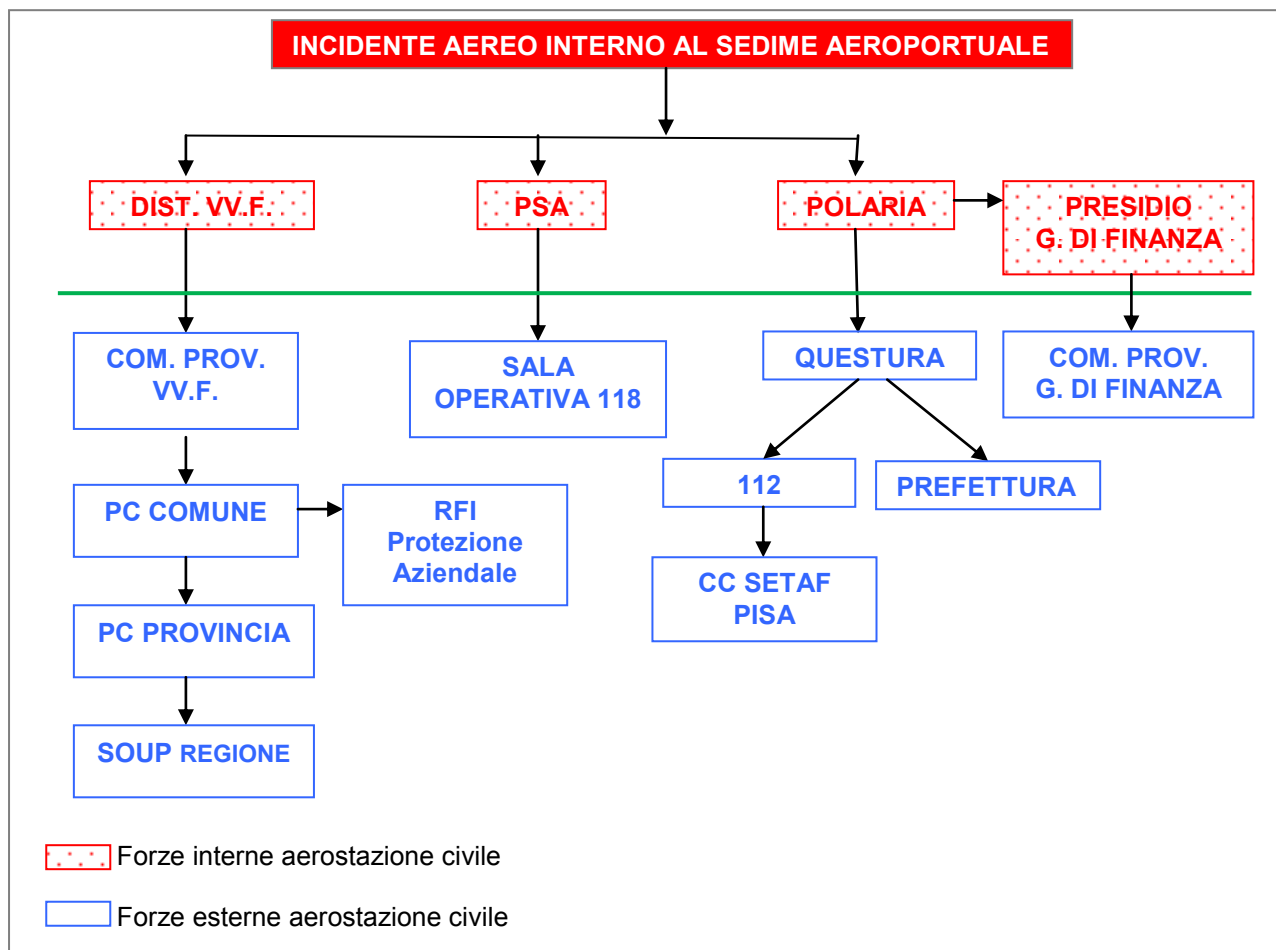 INCIDENTE AEREO INTERNO AL SEDIME AEROPORTUALE
DIST. VV.F.
PSA
POLARIA
PRESIDIO
G. DI FINANZA
COM. PROV.
VV.F.
SALA
OPERATIVA 118
QUESTURA
COM. PROV.
G. DI FINANZA
112
PREFETTURA
PC COMUNE
RFI
Protezione
Aziendale
CC SETAF
PISA
PC PROVINCIA
SOUP REGIONE
Forze interne aerostazione civile
Forze esterne aerostazione civile